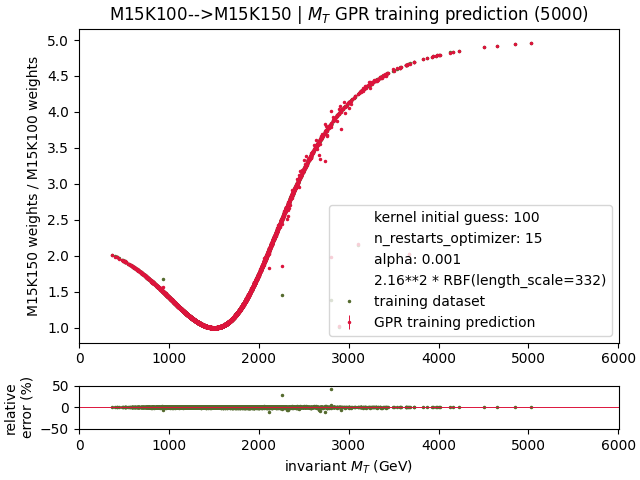 M15K100-->M15K150 | M_T GPR training prediction (5000)
M15K150 weights / M15K100 weights
5.0
4.5
4.0
3.5
3.0
2.5
2.0
1.5
1.0
kernel initial guess: 100
n_restarts_optimizer: 15
alpha: 0.001
2.16**2 * RBF(length_scale=332)
training dataset
GPR training prediction
0 1000 2000 3000 4000 5000 6000
relative
error (%)
50
0
−50
0 1000 2000 3000 4000 5000 6000
invariant M_T (GeV)